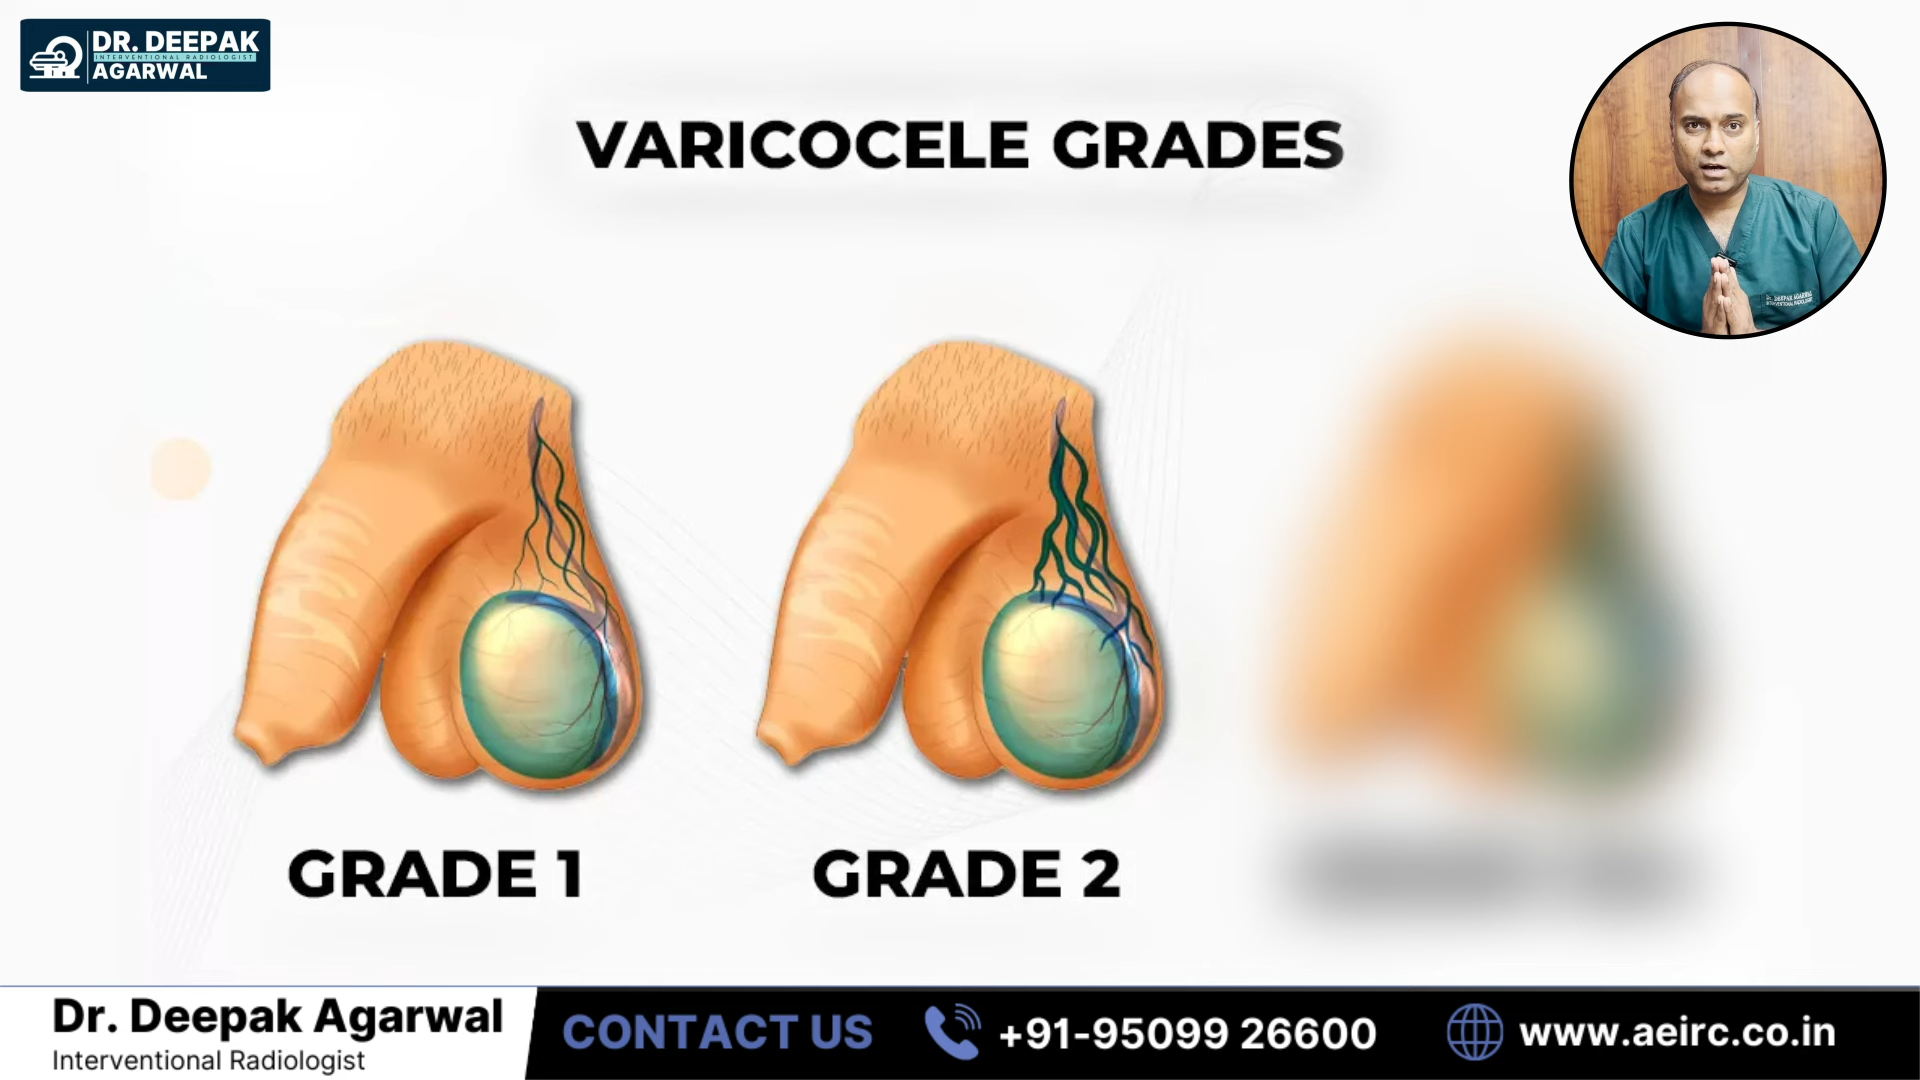 DR. DEEPAK
INTERVENTIONAL RADIOLOGIST
AGARWAL
VARICOCELE GRADES
GRADE 1
GRADE 2
Dr. Deepak Agarwal
Interventional Radiologist
CONTACT US
+91-95099 26600
www.aeirc.co.in